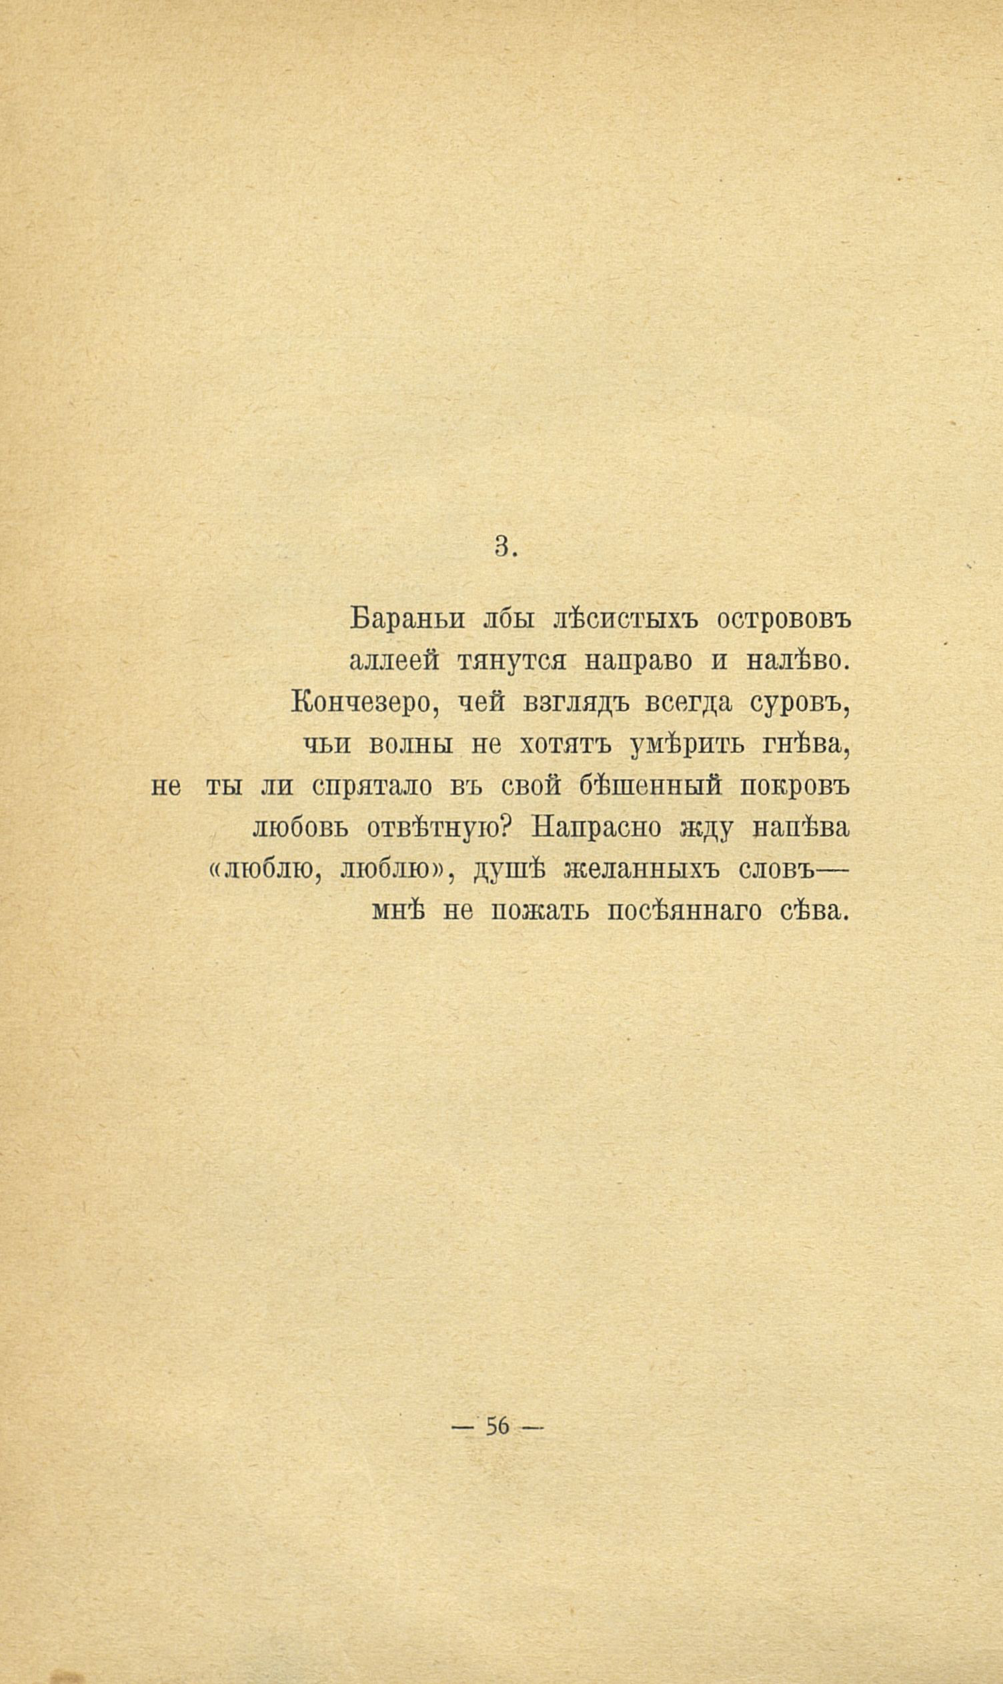 3.
Бараньи лбы лѣсистыхъ острововъ
аллеей тянутся направо и налѣво.
Кончезеро, чей взглядъ всегда суровъ,
чьи волны не хотятъ умѣрить гнѣва,
не ты ли спрятало въ свой бѣшенный покровъ
любовь отвѣтную? Напрасно жду напѣва
«люблю, люблю», душѣ желанныхъ словъ—
мнѣ не пожать посѣяннаго сѣва.
— 56 —